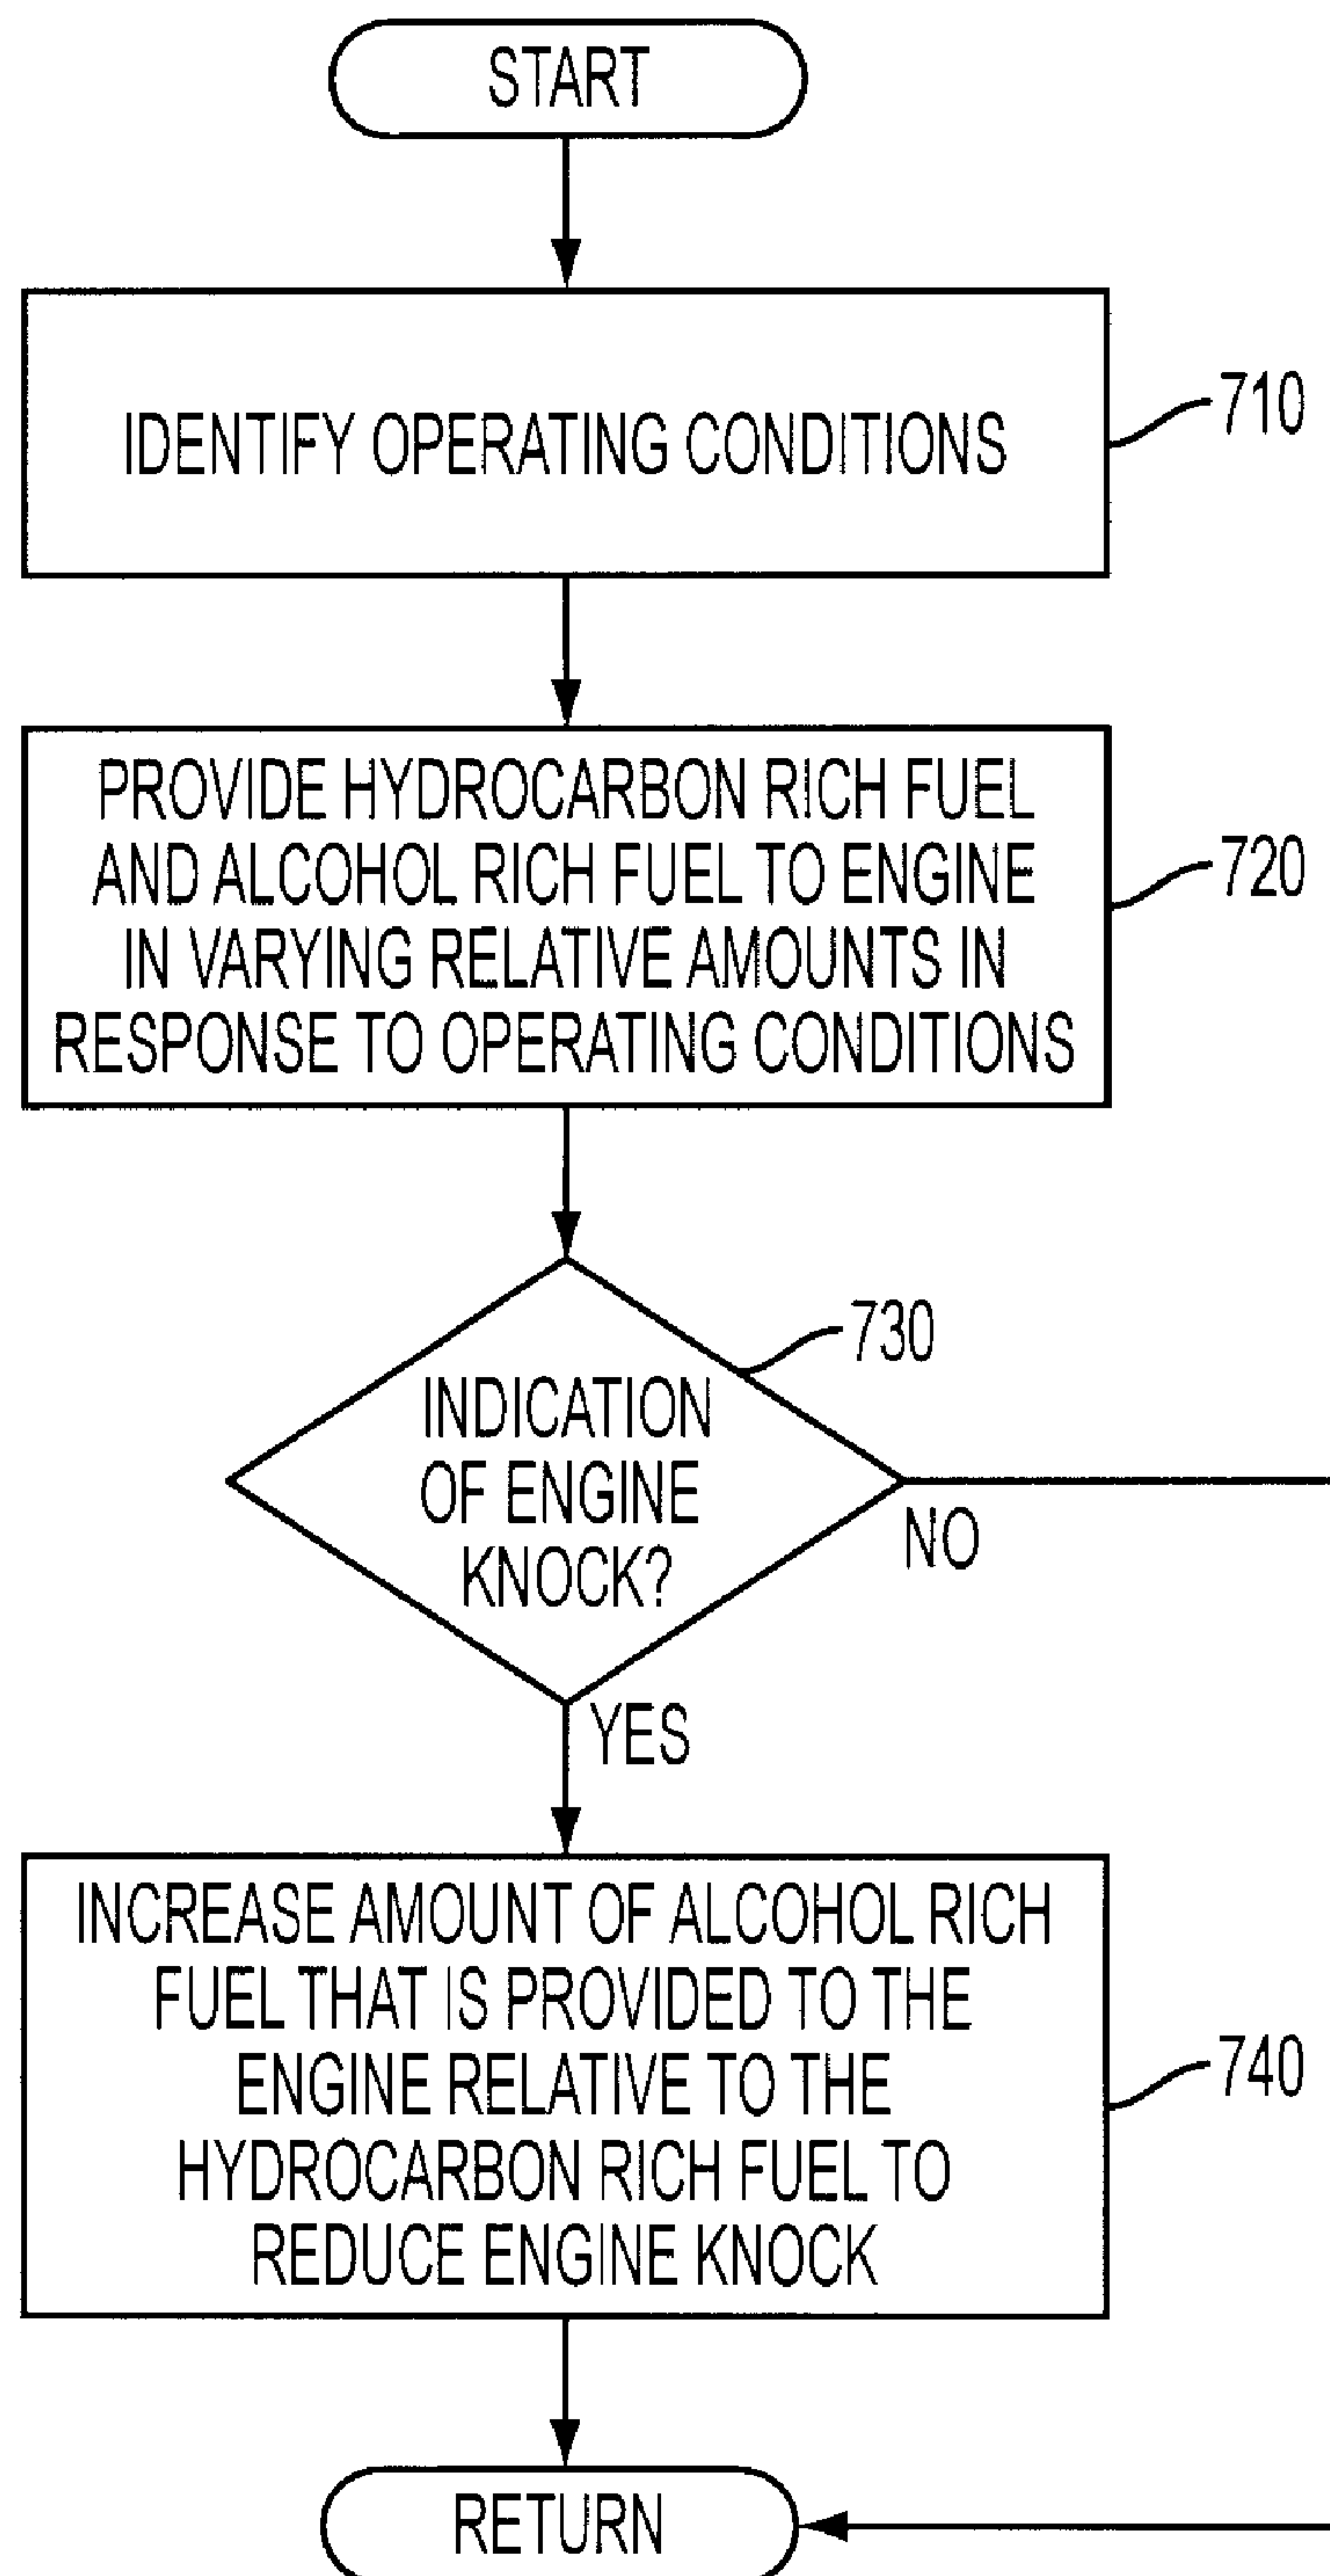 START
IDENTIFY OPERATING CONDITIONS
710
PROVIDE HYDROCARBON RICH FUEL
AND ALCOHOL RICH FUEL TO ENGINE
IN VARYING RELATIVE AMOUNTS IN
RESPONSE TO OPERATING CONDITIONS
720
730
INDICATION
OF ENGINE
KNOCK?
NO
YES
INCREASE AMOUNT OF ALCOHOL RICH
FUEL THAT IS PROVIDED TO THE
ENGINE RELATIVE TO THE
HYDROCARBON RICH FUEL TO
REDUCE ENGINE KNOCK
740
RETURN